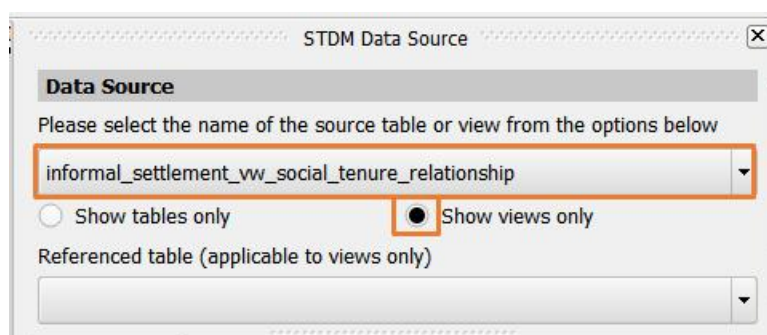 STDM Data Source
Data Source
Please select the name of the source table or view from the options below
informal_settlement_vw_social_tenure_relationship
Show tables only Show views only
Referenced table (applicable to views only)